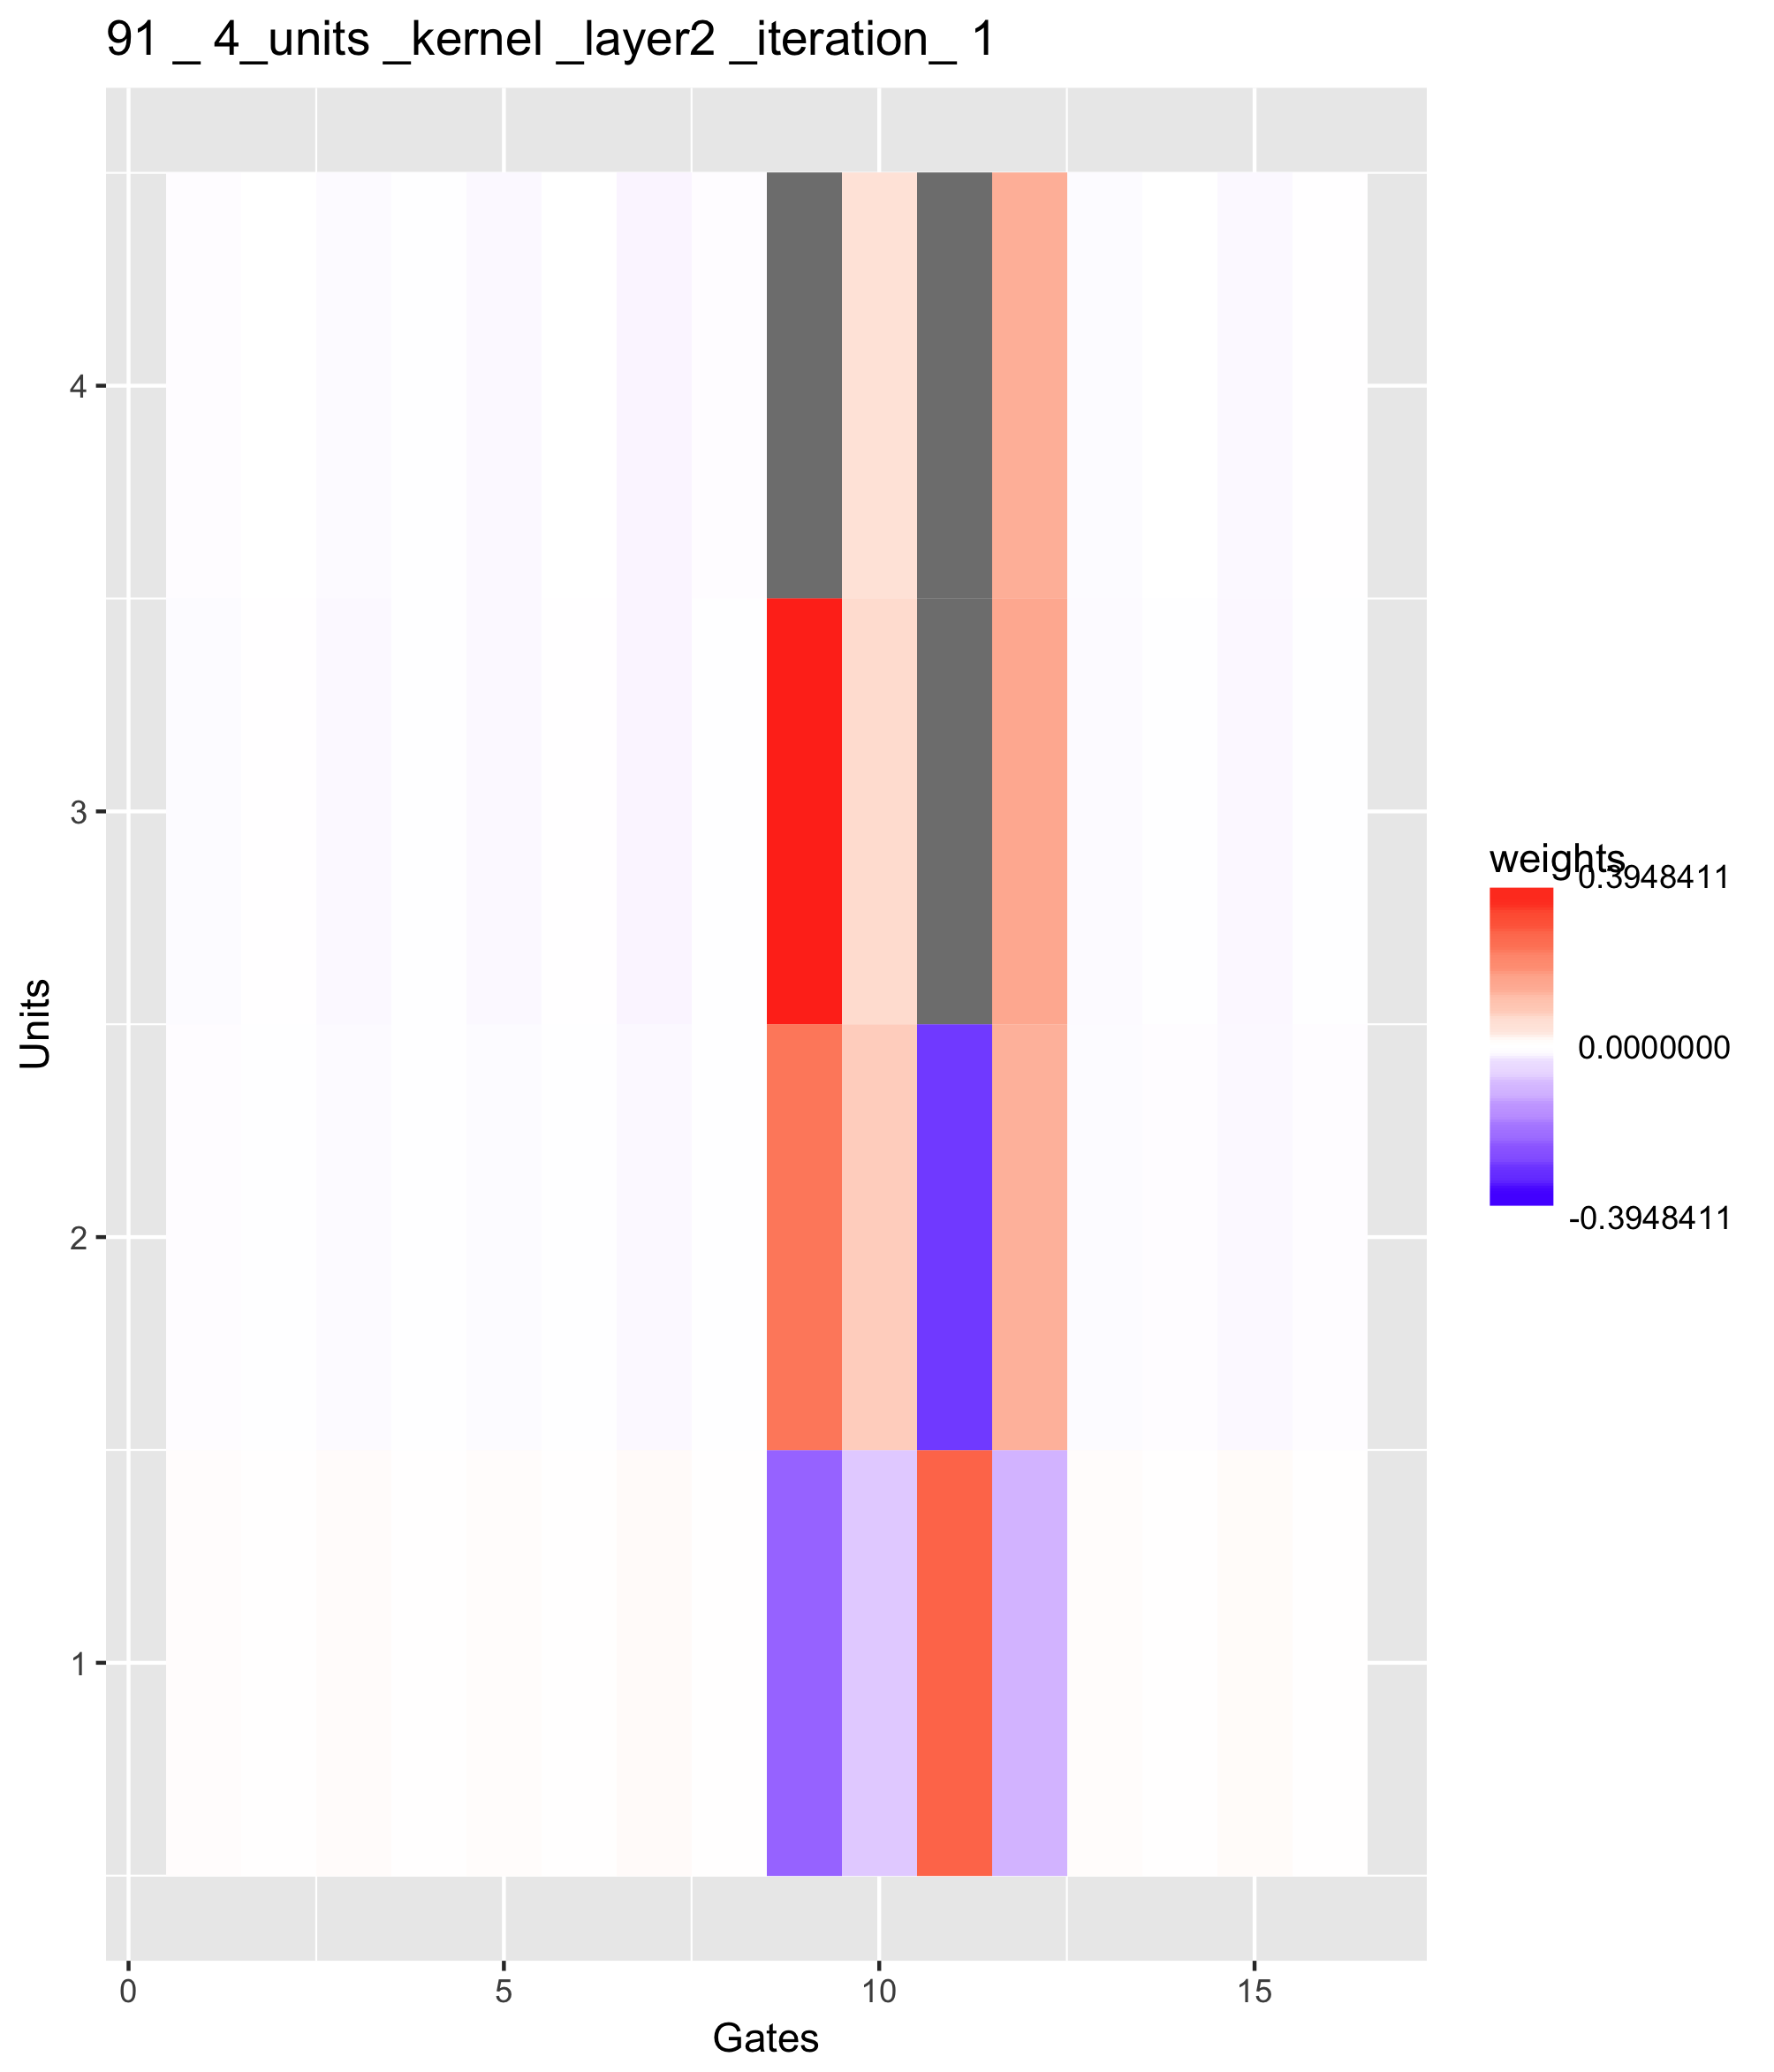 91 _ 4_units _kernel _layer2 _iteration_ 1
4
3
2
1
Units
0 5 10 15
Gates
weights
0.3948411
0.0000000
-0.3948411